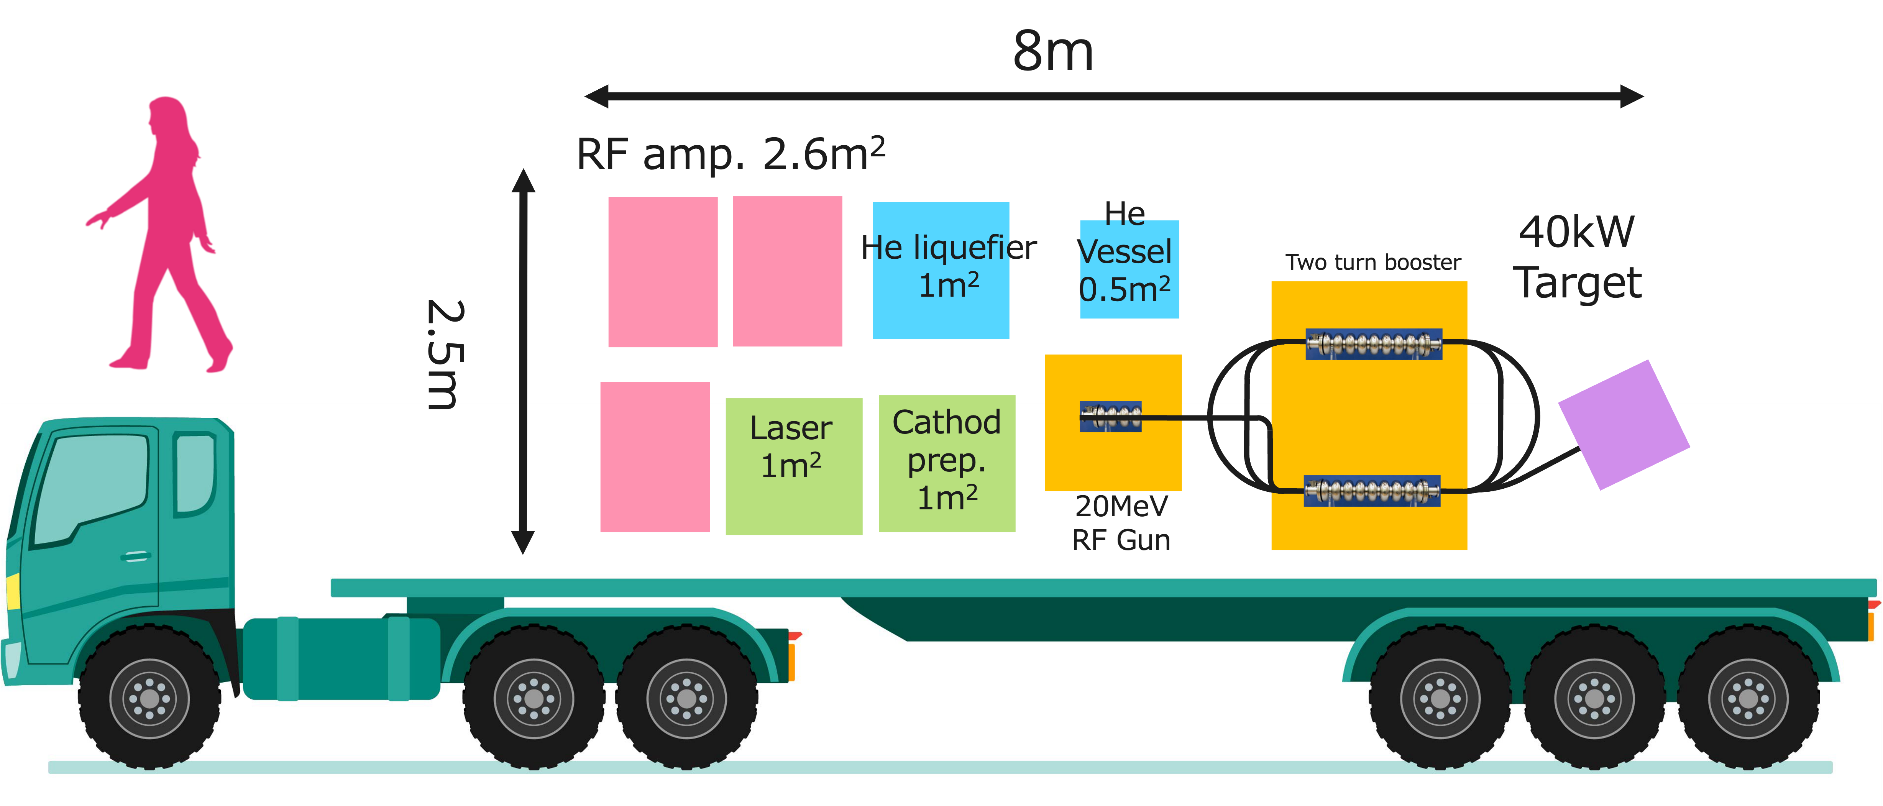 8m
RF amp. 2.6m²
2.5m
He liquefier
1m²
He
Vessel
0.5m²
Two turn booster
40kW
Target
Laser
1m²
Cathod
prep.
1m²
20MeV
RF Gun